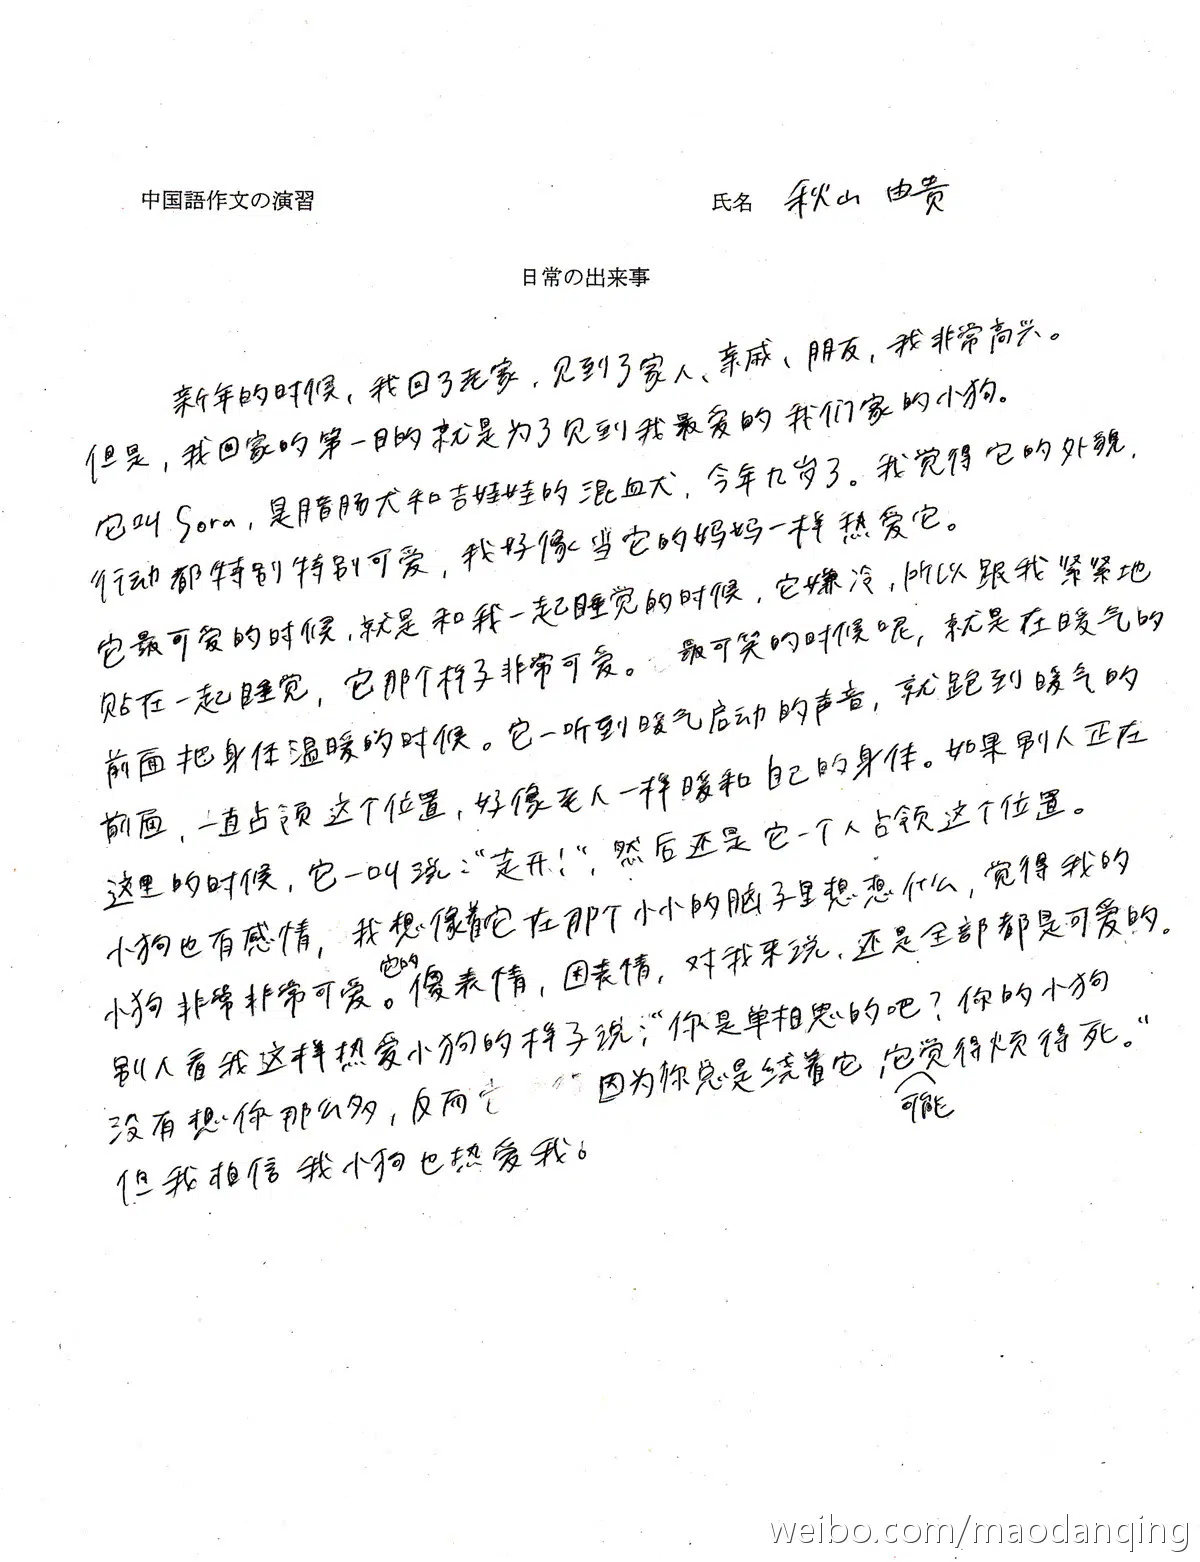 中国語作文の演習
氏名 秋山 由貴
日常の出来事
新年的时候，我回了老家，见到了家人、亲戚、朋友，我非常高兴。
但是，我回家的第一目的就是为了见到我最爱的我们家的小狗。
它叫Sora，是腊肠犬和吉娃娃的混血犬，今年九岁了。我觉得它的外貌，
行动都特别特别可爱，我好像当它的妈妈一样热爱它。
它最可爱的时候，就是和我一起睡觉的时候，它嫌冷，所以跟我紧紧地
贴在一起睡觉，它那个样子非常可爱。最可笑的时候呢，就是在暖气的
前面把身体温暖的时候。它一听到暖气启动的声音，就跑到暖气的
前面，一直占领这个位置，好像老人一样暖和自己的身体。如果别人正在
这里的时候，它一叫说：“走开！“，然后还是它一个人占领这个位置。
小狗也有感情，我想像着它在那个小小的脑子里想想什么，觉得我的
小狗非常非常可爱。它的傻表情，困表情，对我来说，还是全部都是可爱的。
别人看我这样热爱小狗的样子说：“你是单相思的吧？你的小狗
没有想你那么多，反而它 因为你总是绕着它，它可能觉得烦得死。“
但我相信我小狗也热爱我。
weibo.com/maodanqing